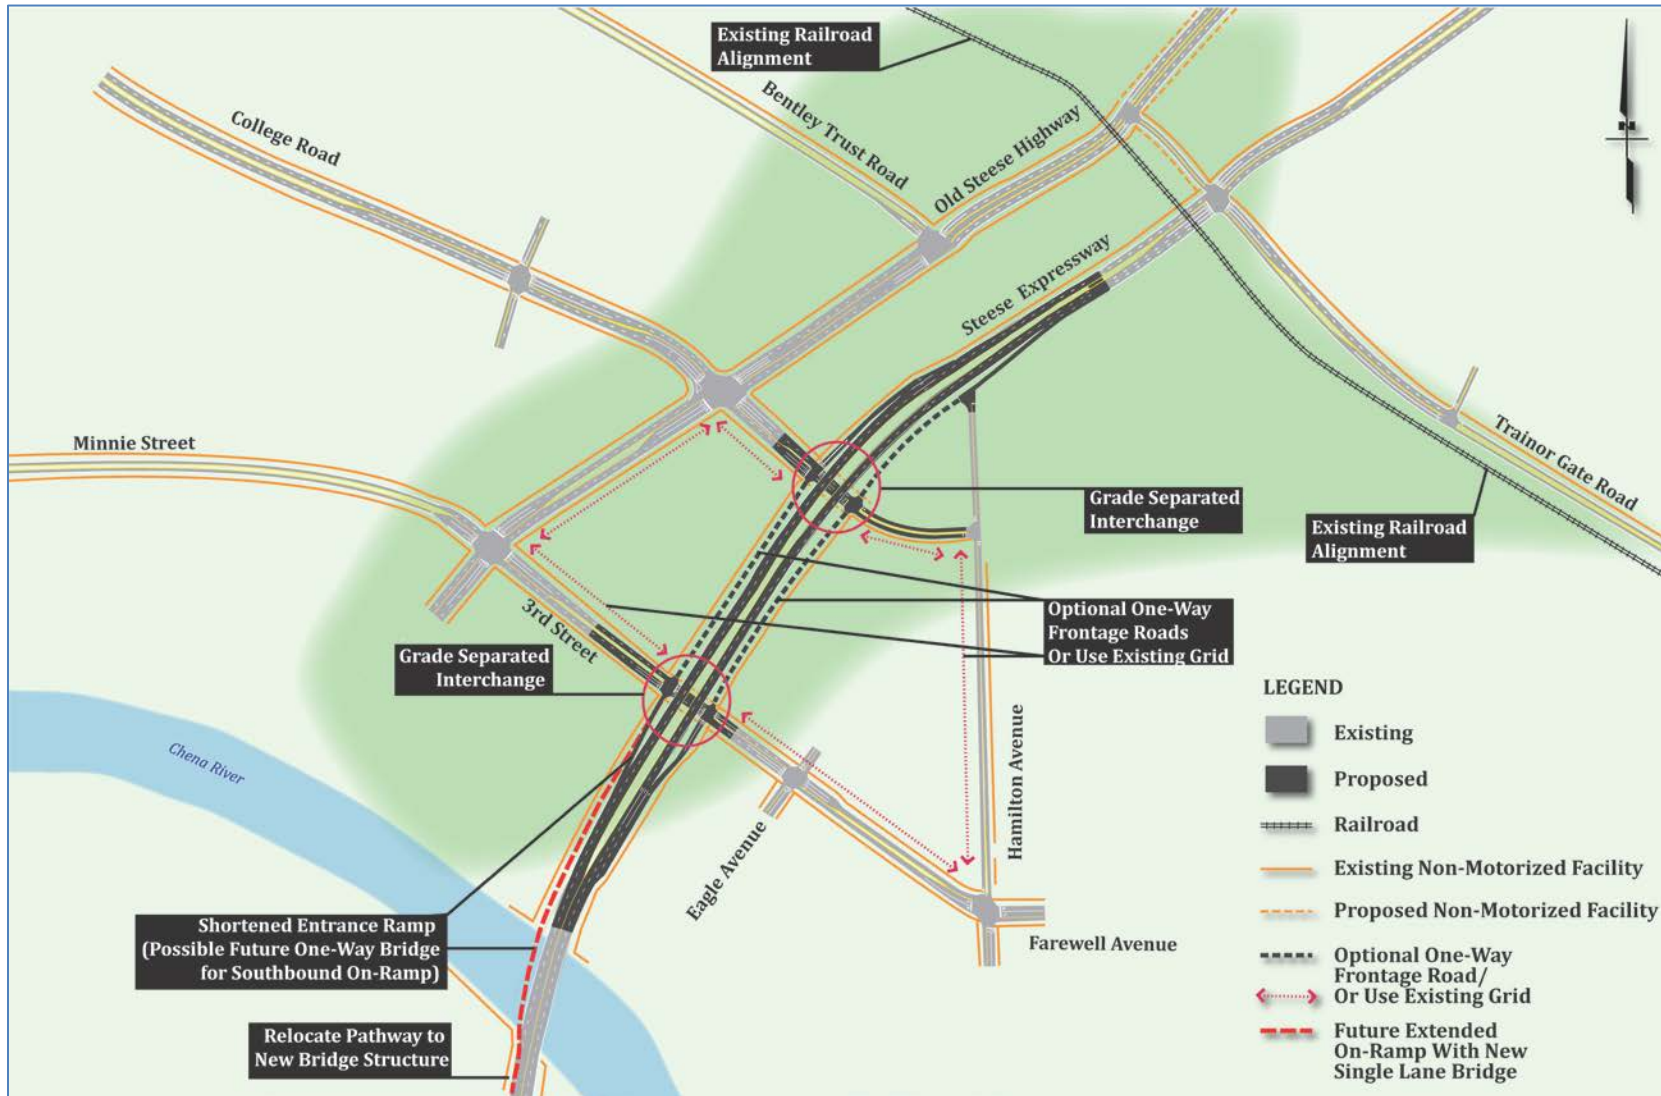 Existing Railroad
Alignment
College Road
Bentley Trust Road
Old Steese Highway
Steese Expressway
N
Minnie Street
Trainor Gate Road
Grade Separated
Interchange
Existing Railroad
Alignment
3rd Street
Optional One-Way
Frontage Roads
Or Use Existing Grid
Grade Separated
Interchange
Chena River
Hamilton Avenue
Eagle Avenue
Farewell Avenue
Shortened Entrance Ramp
(Possible Future One-Way Bridge
for Southbound On-Ramp)
Relocate Pathway to
New Bridge Structure
LEGEND
Existing
Proposed
Railroad
Existing Non-Motorized Facility
Proposed Non-Motorized Facility
Optional One-Way
Frontage Road/
Or Use Existing Grid
Future Extended
On-Ramp With New
Single Lane Bridge